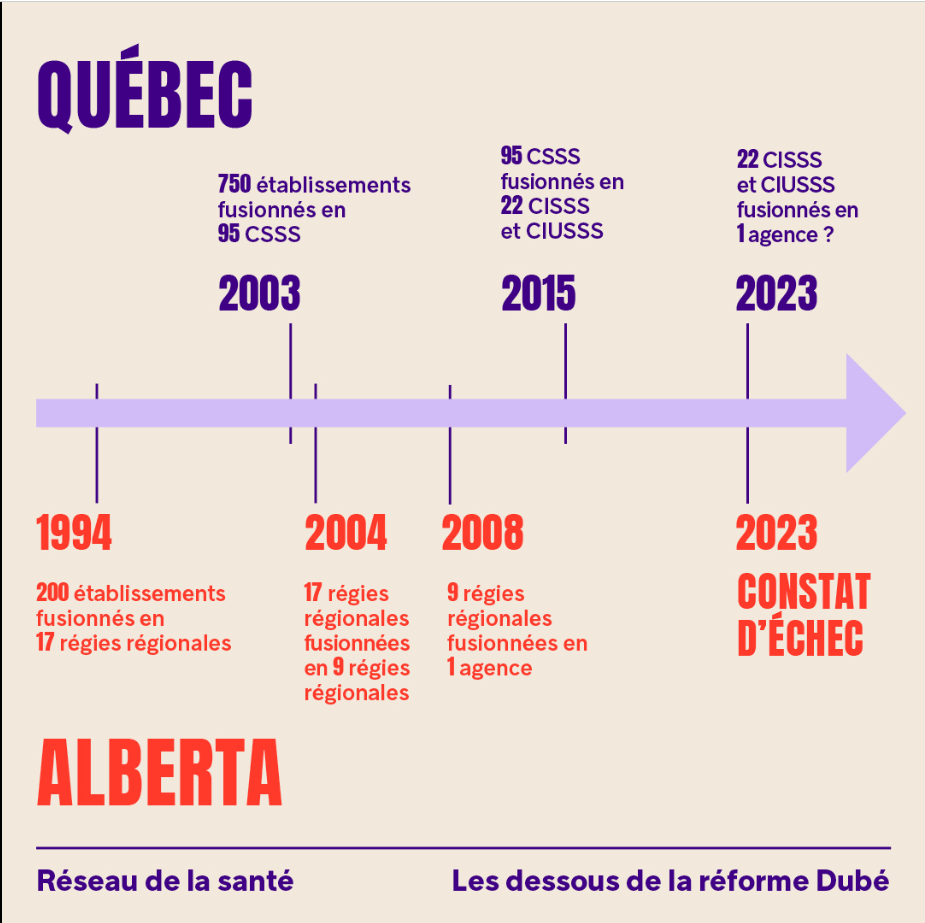 QUÉBEC
750 établissements
fusionnés en
95 CSSS
2003
95 CSSS
fusionnés en
22 CISSS
et CIUSSS
2015
22 CISSS
et CIUSSS
fusionnés en
1 agence ?
2023
1994
200 établissements
fusionnés en
17 régies régionales
2004
17 régies
régionales
fusionnées
en 9 régies
régionales
2008
9 régies
régionales
fusionnées en
1 agence
2023
CONSTAT
D’ÉCHEC
ALBERTA
Réseau de la santé
Les dessous de la réforme Dubé